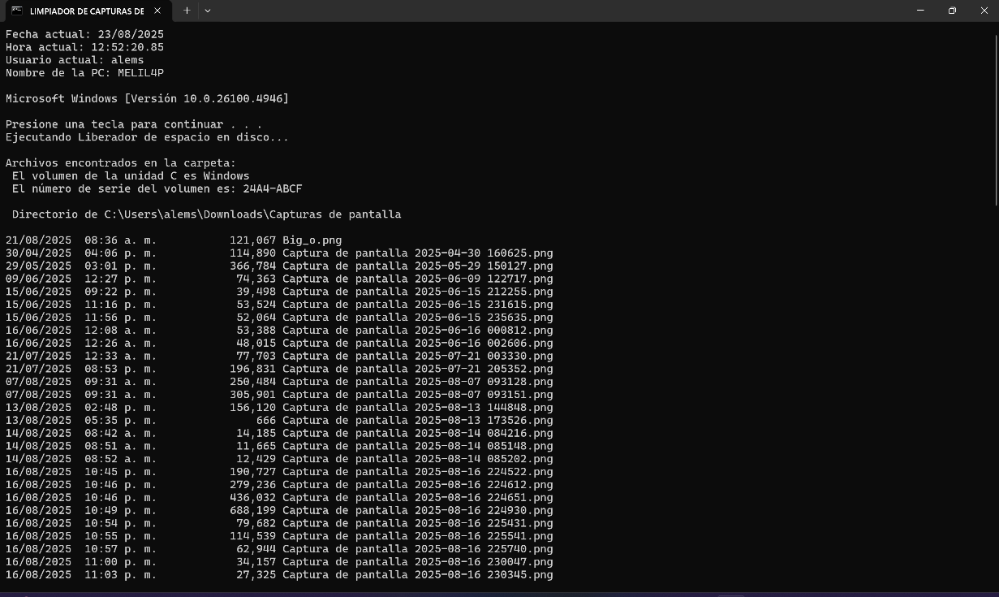 LIMPIADOR DE CAPTURAS DE
Fecha actual: 23/08/2025
Hora actual: 12:52:20.85
Usuario actual: alems
Nombre de la PC: MELIL4P
Microsoft Windows [Versión 10.0.26100.4946]
Presione una tecla para continuar . . .
Ejecutando Liberador de espacio en disco...
Archivos encontrados en la carpeta:
El volumen de la unidad C es Windows
El número de serie del volumen es: 24A4-ABCF
Directorio de C:\Users\alems\Downloads\Capturas de pantalla
21/08/2025  08:36 a. m.           121,067 Big_o.png
30/04/2025  04:06 p. m.           114,890 Captura de pantalla 2025-04-30 160625.png
29/05/2025  03:01 p. m.           366,784 Captura de pantalla 2025-05-29 150127.png
09/06/2025  12:27 p. m.            74,363 Captura de pantalla 2025-06-09 122717.png
15/06/2025  09:22 p. m.            39,498 Captura de pantalla 2025-06-15 212255.png
15/06/2025  11:16 p. m.            53,524 Captura de pantalla 2025-06-15 231615.png
15/06/2025  11:56 p. m.            52,064 Captura de pantalla 2025-06-15 235635.png
16/06/2025  12:08 a. m.            53,388 Captura de pantalla 2025-06-16 000812.png
16/06/2025  12:26 a. m.            48,015 Captura de pantalla 2025-06-16 002606.png
21/07/2025  12:33 a. m.            77,703 Captura de pantalla 2025-07-21 003330.png
21/07/2025  08:53 p. m.           196,831 Captura de pantalla 2025-07-21 205352.png
07/08/2025  09:31 a. m.           250,484 Captura de pantalla 2025-08-07 093128.png
07/08/2025  09:31 a. m.           305,901 Captura de pantalla 2025-08-07 093151.png
13/08/2025  02:48 p. m.           156,120 Captura de pantalla 2025-08-13 144848.png
13/08/2025  05:35 p. m.               666 Captura de pantalla 2025-08-13 173526.png
14/08/2025  08:42 a. m.            14,185 Captura de pantalla 2025-08-14 084216.png
14/08/2025  08:51 a. m.            11,665 Captura de pantalla 2025-08-14 085148.png
14/08/2025  08:52 a. m.            12,429 Captura de pantalla 2025-08-14 085202.png
16/08/2025  10:45 p. m.           190,727 Captura de pantalla 2025-08-16 224522.png
16/08/2025  10:46 p. m.           279,236 Captura de pantalla 2025-08-16 224612.png
16/08/2025  10:46 p. m.           436,032 Captura de pantalla 2025-08-16 224651.png
16/08/2025  10:49 p. m.           688,199 Captura de pantalla 2025-08-16 224930.png
16/08/2025  10:54 p. m.            79,682 Captura de pantalla 2025-08-16 225431.png
16/08/2025  10:55 p. m.           114,539 Captura de pantalla 2025-08-16 225541.png
16/08/2025  10:57 p. m.            62,944 Captura de pantalla 2025-08-16 225740.png
16/08/2025  11:00 p. m.            34,157 Captura de pantalla 2025-08-16 230047.png
16/08/2025  11:03 p. m.            27,325 Captura de pantalla 2025-08-16 230345.png